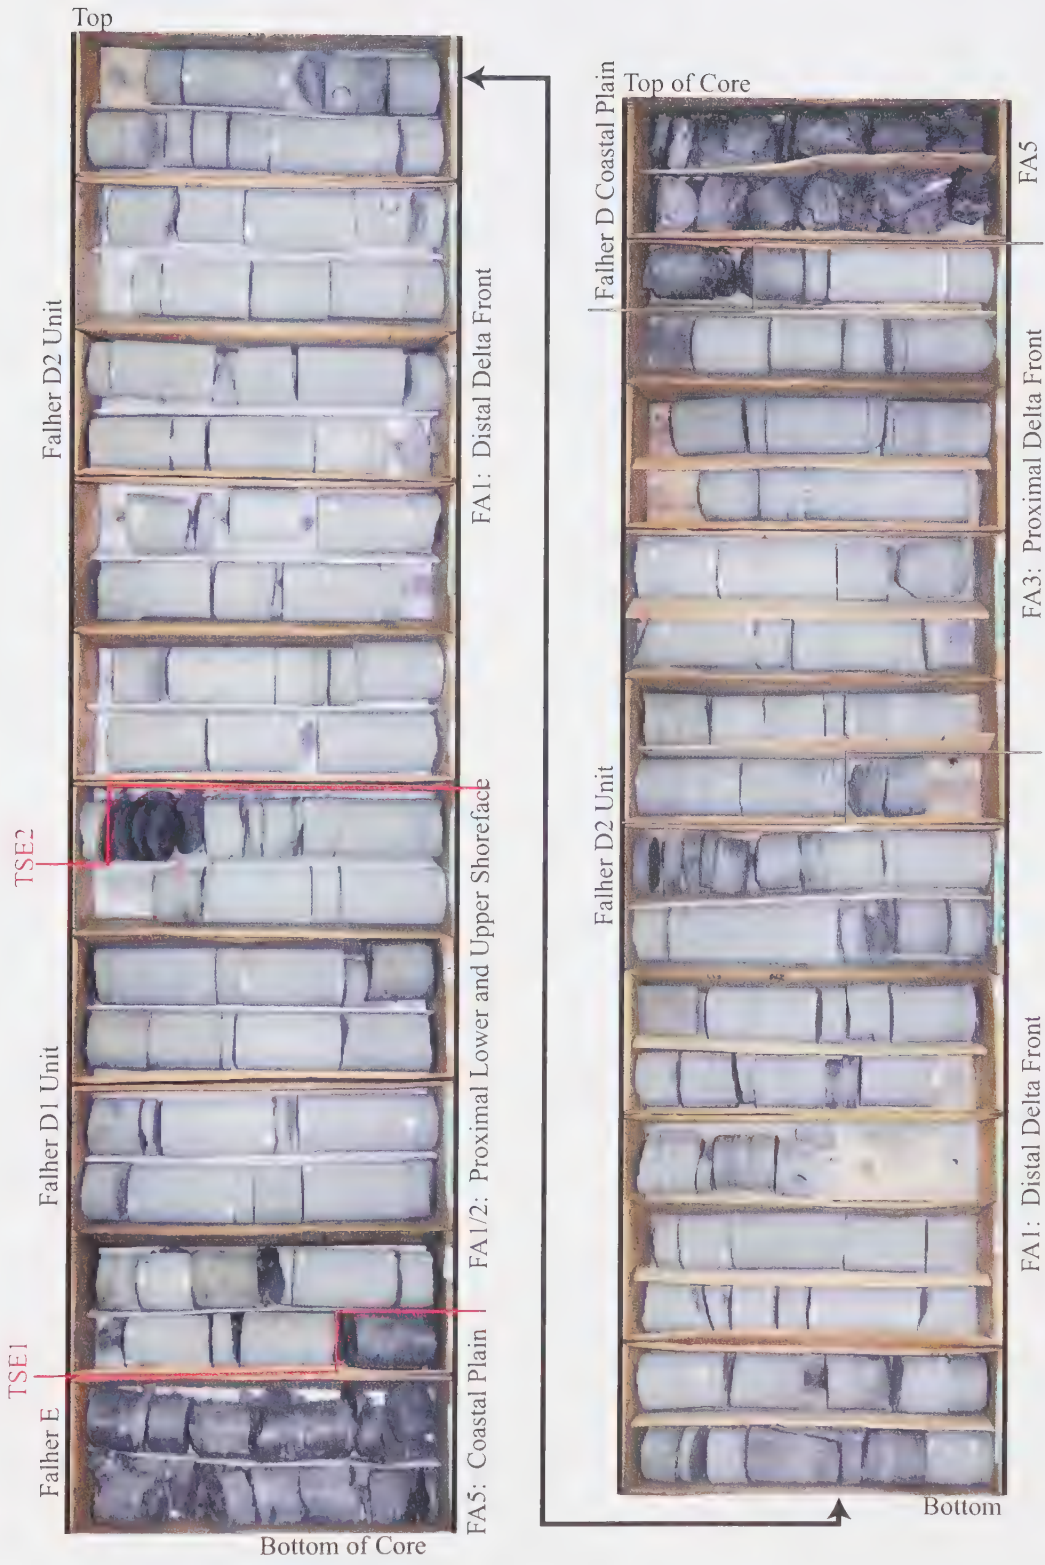 Top
Falher D2 Unit
FA1: Distal Delta Front
TSE2
Falher D1 Unit
FA1/2: Proximal Lower and Upper Shoreface
TSE1
Falher E
FA5: Coastal Plain
Bottom of Core
Top of Core
Falher D Coastal Plain
FA5
FA3: Proximal Delta Front
Falher D2 Unit
FA1: Distal Delta Front
Bottom